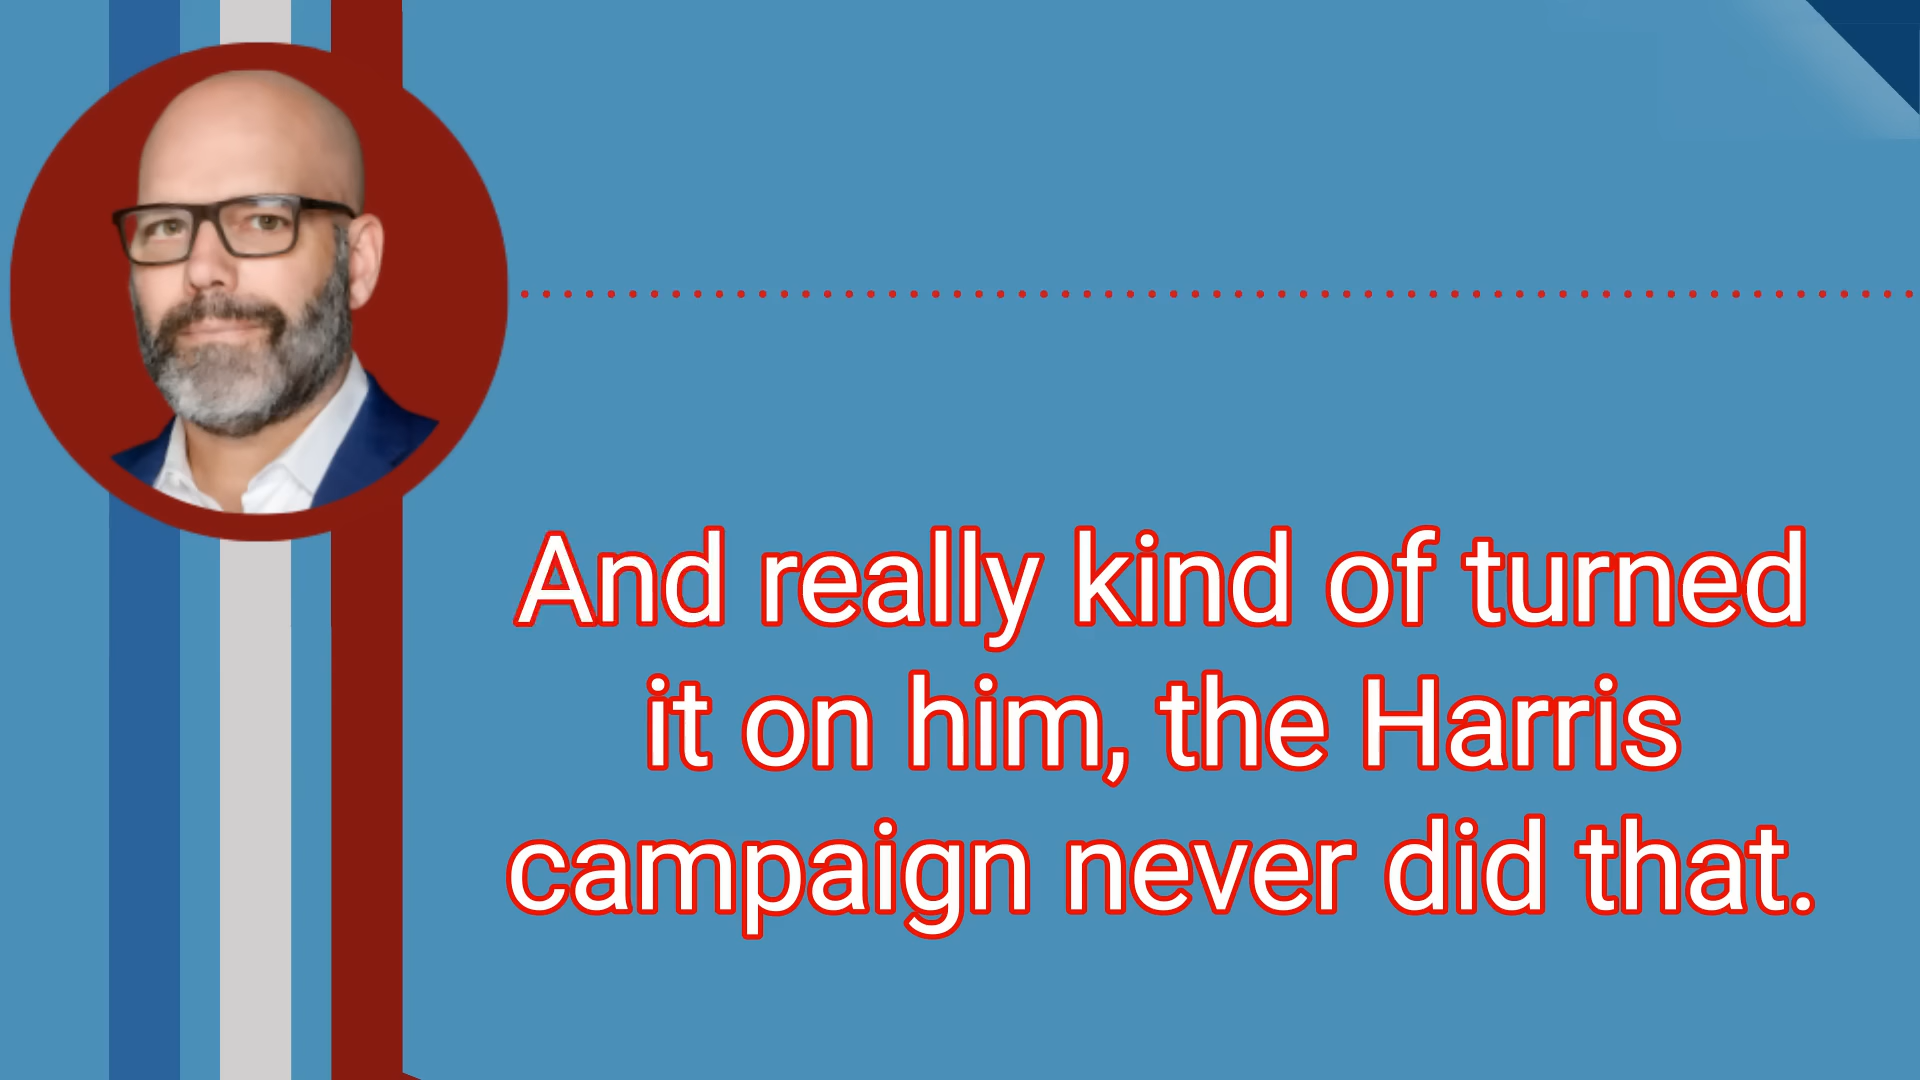 And really kind of turned
it on him, the Harris
campaign never did that.